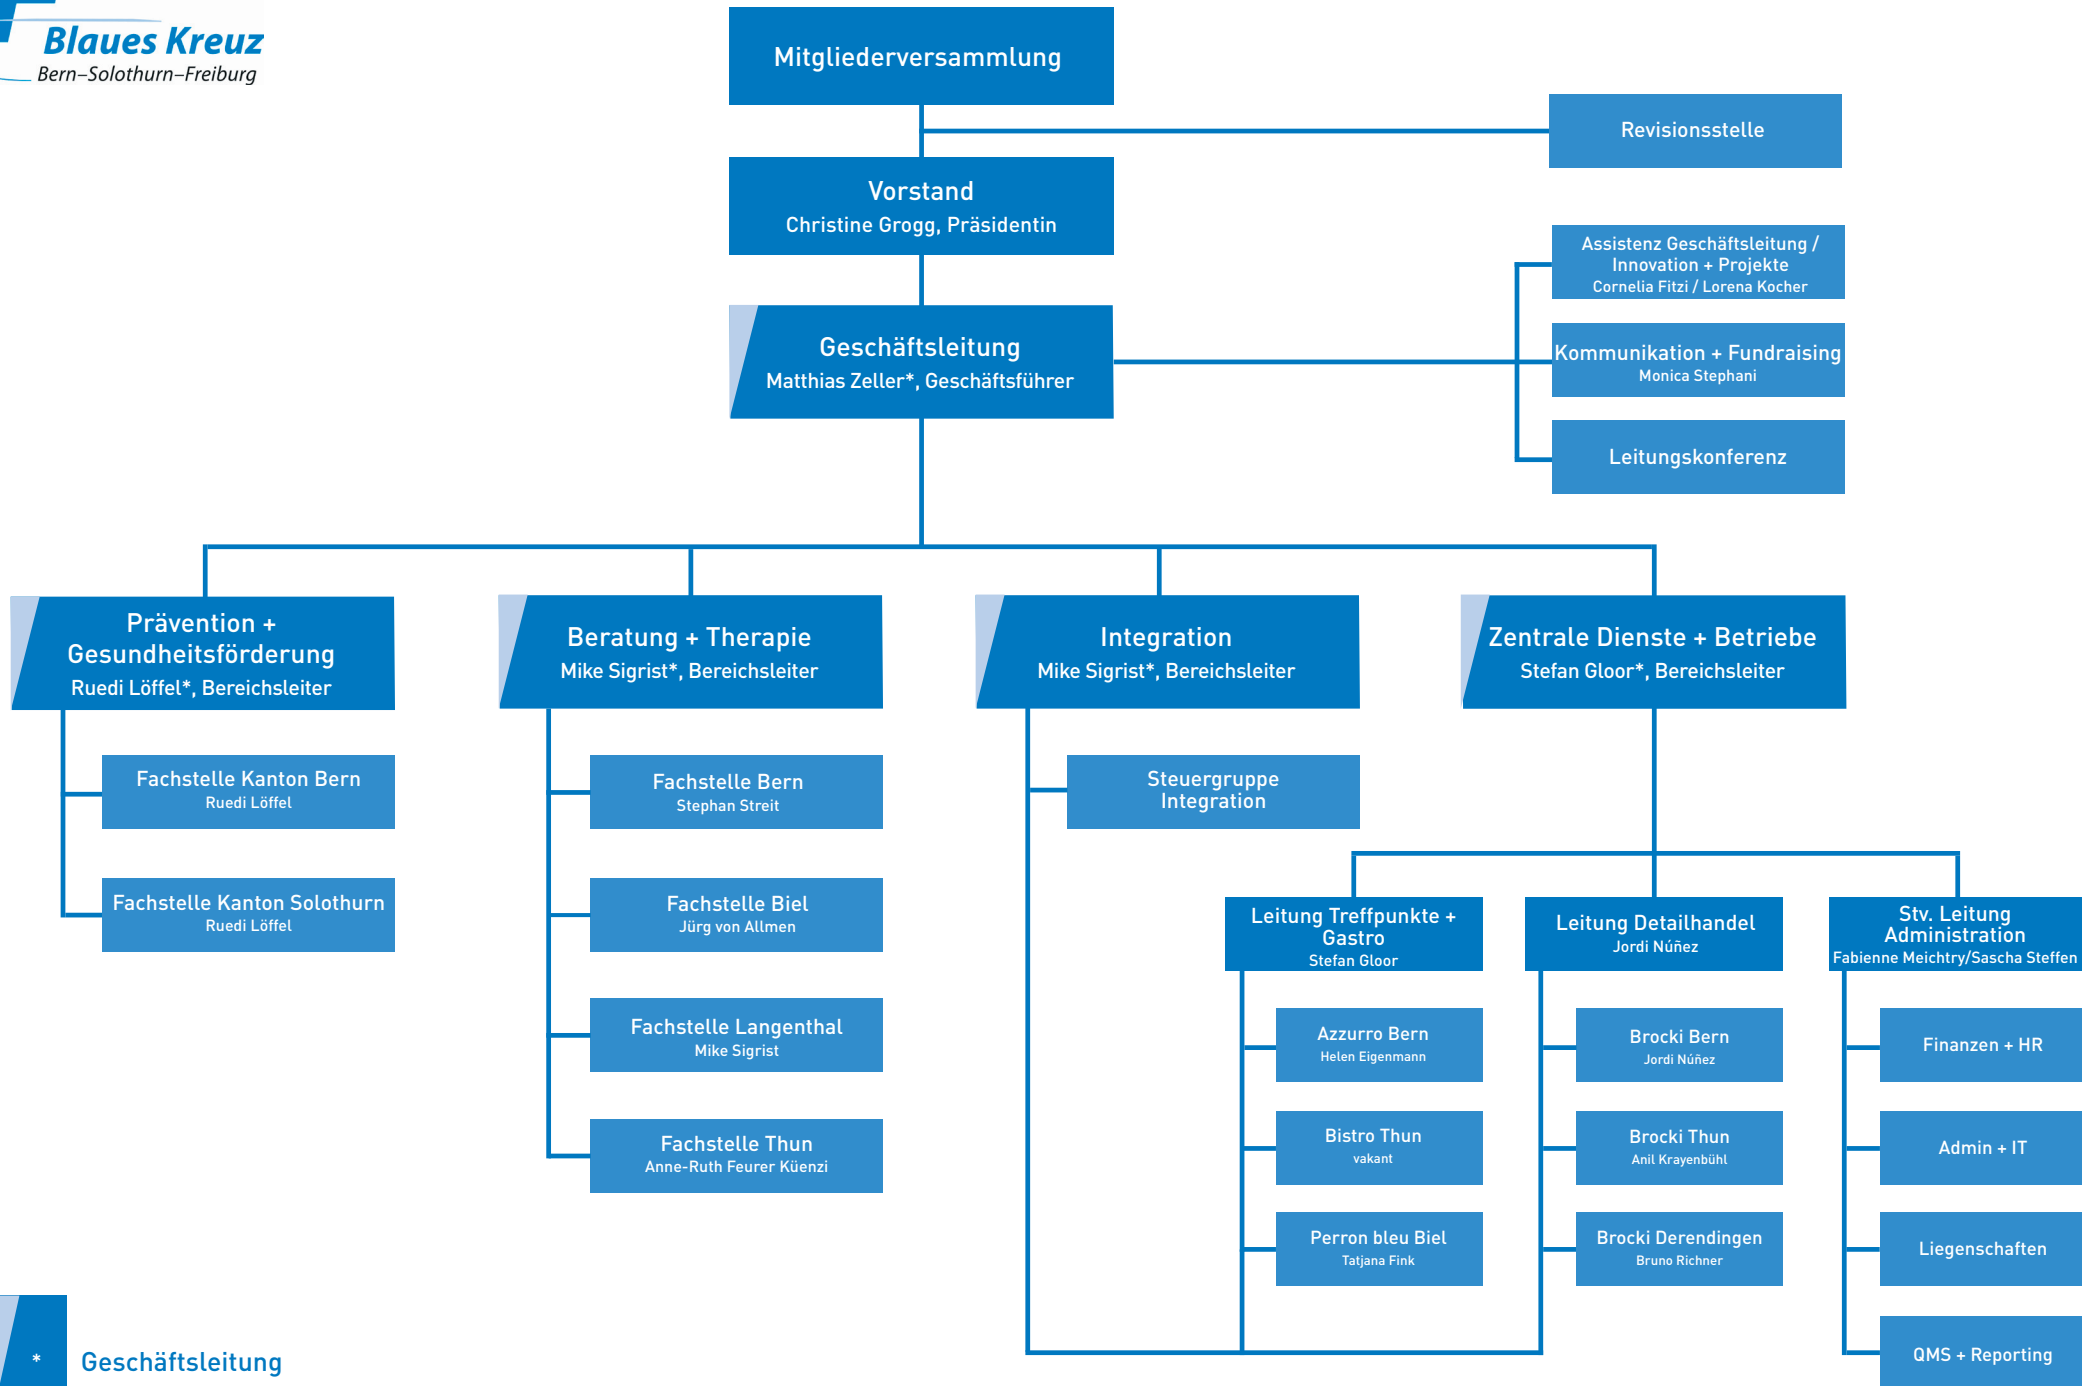 Blaues Kreuz
Bern–Solothurn–Freiburg
Mitgliederversammlung
Revisionsstelle
Vorstand
Christine Grogg, Präsidentin
Assistenz Geschäftsleitung /
Innovation + Projekte
Cornelia Fitzi / Lorena Kocher
Geschäftsleitung
Matthias Zeller*, Geschäftsführer
Kommunikation + Fundraising
Monica Stephani
Leitungskonferenz
Prävention +
Gesundheitsförderung
Ruedi Löffel*, Bereichsleiter
Beratung + Therapie
Mike Sigrist*, Bereichsleiter
Integration
Mike Sigrist*, Bereichsleiter
Zentrale Dienste + Betriebe
Stefan Gloor*, Bereichsleiter
Fachstelle Kanton Bern
Ruedi Löffel
Fachstelle Kanton Solothurn
Ruedi Löffel
Fachstelle Bern
Stephan Streit
Fachstelle Biel
Jürg von Allmen
Fachstelle Langenthal
Mike Sigrist
Fachstelle Thun
Anne-Ruth Feurer Küenzi
Steuergruppe
Integration
Leitung Treffpunkte +
Gastro
Stefan Gloor
Azzurro Bern
Helen Eigenmann
Bistro Thun
vakant
Perron bleu Biel
Tatjana Fink
Leitung Detailhandel
Jordi Núñez
Brocki Bern
Jordi Núñez
Brocki Thun
Anil Krayenbühl
Brocki Derendingen
Bruno Richner
Stv. Leitung
Administration
Fabienne Meichtry/Sascha Steffen
Finanzen + HR
Admin + IT
Liegenschaften
QMS + Reporting
* Geschäftsleitung